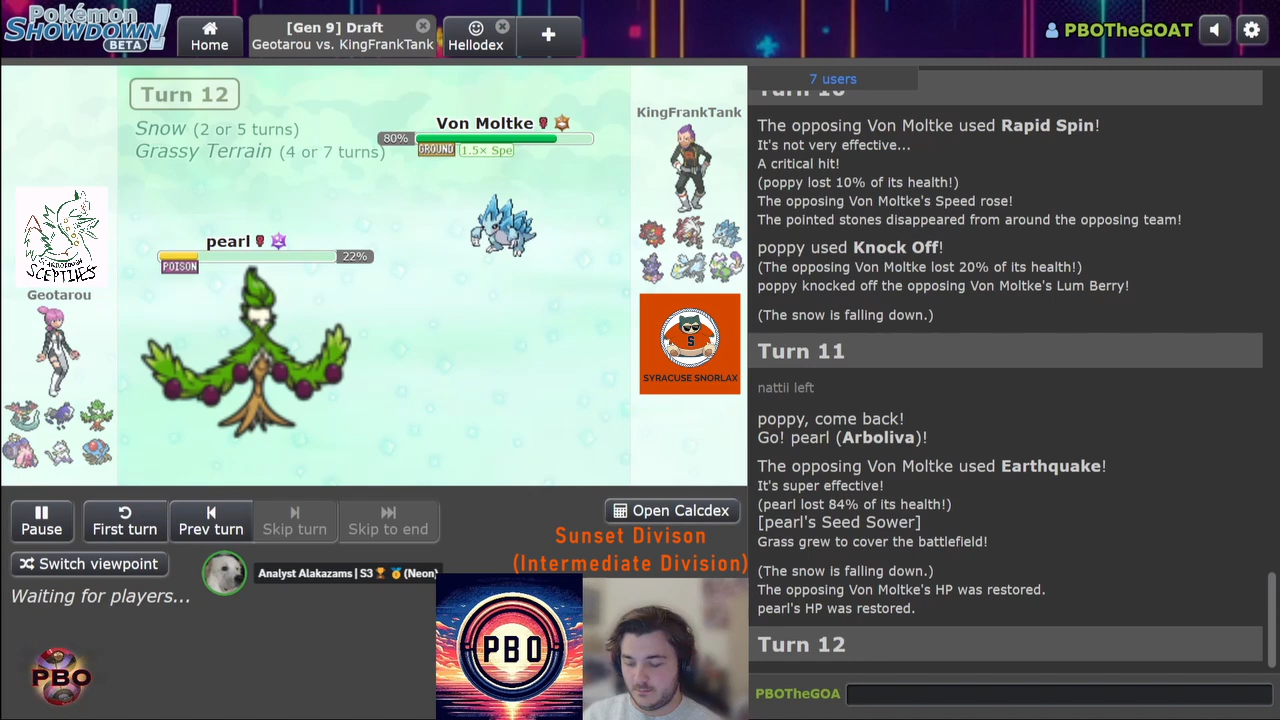 Pokémon
SHOWDOWN!
BETA
Home
[Gen 9] Draft
Geotarou vs. KingFrankTank
Hellodex
PBOTheGOAT
Turn 12
Snow (2 or 5 turns)
Grassy Terrain (4 or 7 turns)
Von Moltke
80%
GROUND
1.5× Spe
pearl
22%
POISON
SCEPTILES
Geotarou
KingFrankTank
S
SYRACUSE SNORLAX
Pause
First turn
Prev turn
Skip turn
Skip to end
Open Calcdex
Switch viewpoint
Sunset Divison
(Intermediate Division)
Analyst Alakazams | S3🏆 🏅(Neon)
Waiting for players...
PBO
PBO
7 users
The opposing Von Moltke used Rapid Spin!
It's not very effective...
A critical hit!
(poppy lost 10% of its health!)
The opposing Von Moltke's Speed rose!
The pointed stones disappeared from around the opposing team!
poppy used Knock Off!
(The opposing Von Moltke lost 20% of its health!)
poppy knocked off the opposing Von Moltke's Lum Berry!
(The snow is falling down.)
Turn 11
nattii left
poppy, come back!
Go! pearl (Arboliva)!
The opposing Von Moltke used Earthquake!
It's super effective!
(pearl lost 84% of its health!)
[pearl's Seed Sower]
Grass grew to cover the battlefield!
(The snow is falling down.)
The opposing Von Moltke's HP was restored.
pearl's HP was restored.
Turn 12
PBOTheGOA